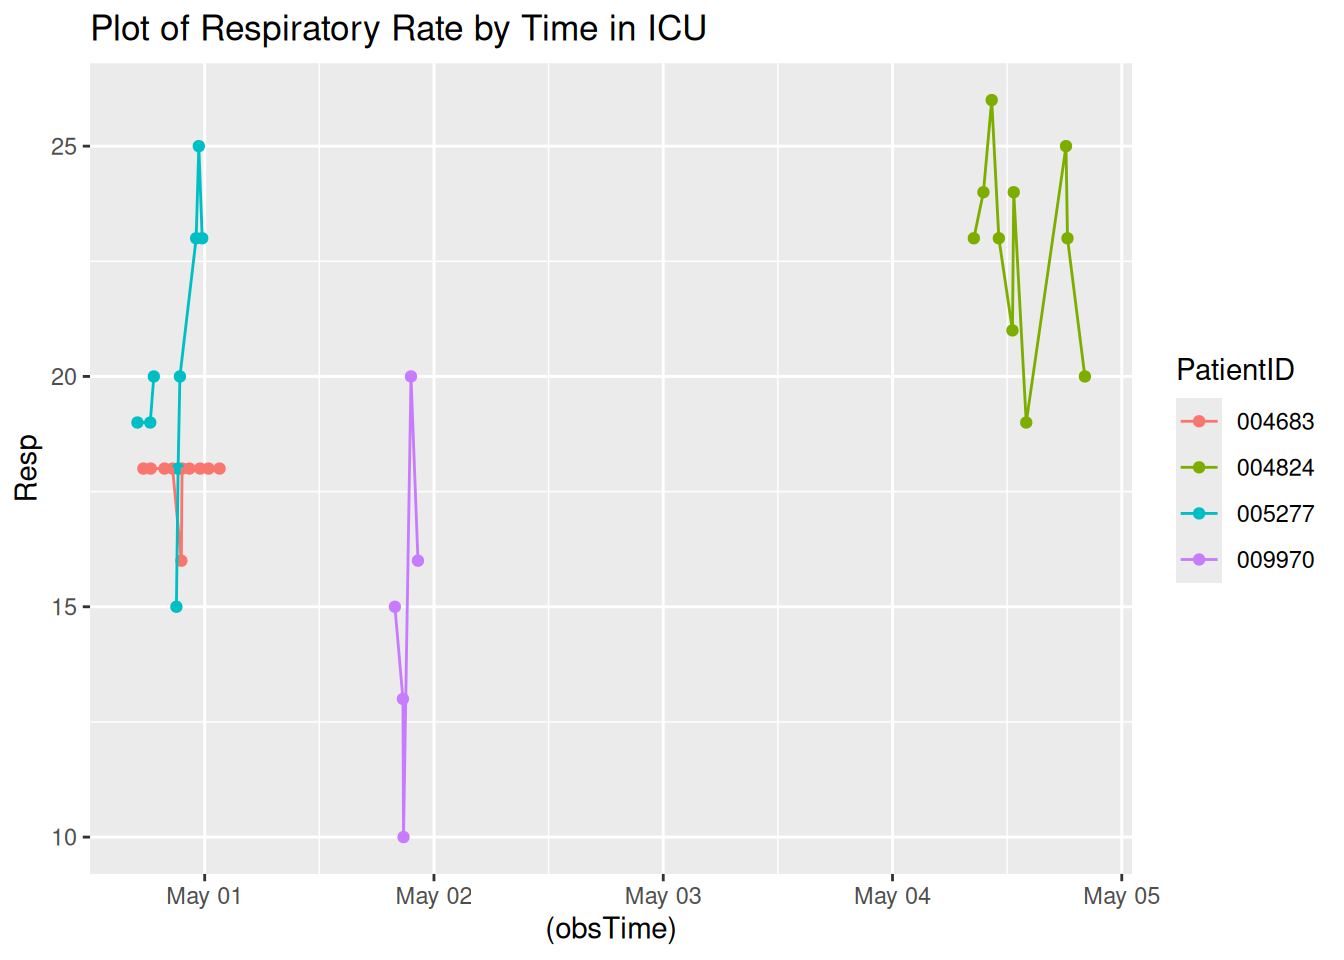 Plot of Respiratory Rate by Time in ICU
25
20
15
10
Resp
May 01
May 02
May 03
May 04
May 05
(obsTime)
PatientID
004683
004824
005277
009970